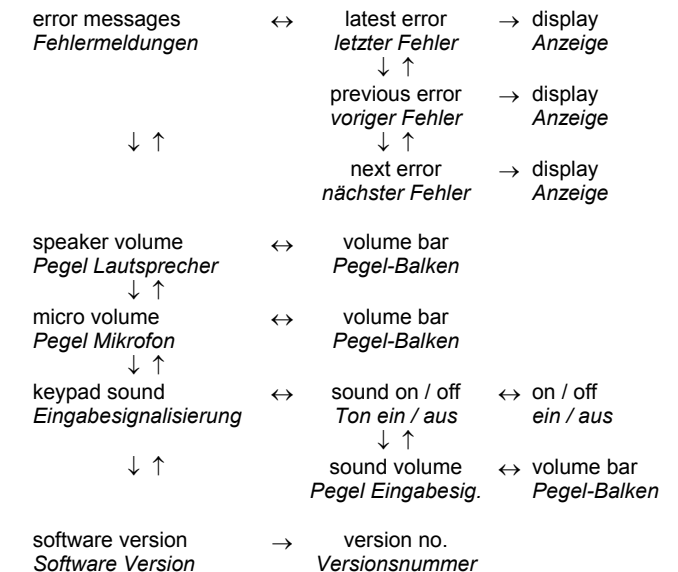 error messages ↔ latest error → display
Fehlermeldungen letzter Fehler Anzeige
↓ ↑
previous error → display
voriger Fehler Anzeige
↓ ↑ ↓ ↑
next error → display
nächster Fehler Anzeige
speaker volume ↔ volume bar
Pegel Lautsprecher Pegel-Balken
↓ ↑
micro volume ↔ volume bar
Pegel Mikrofon Pegel-Balken
↓ ↑
keypad sound ↔ sound on / off ↔ on / off
Eingabesignalisierung Ton ein / aus ein / aus
↓ ↑
↓ ↑ sound volume ↔ volume bar
Pegel Eingabesig. Pegel-Balken
software version → version no.
Software Version Versionsnummer